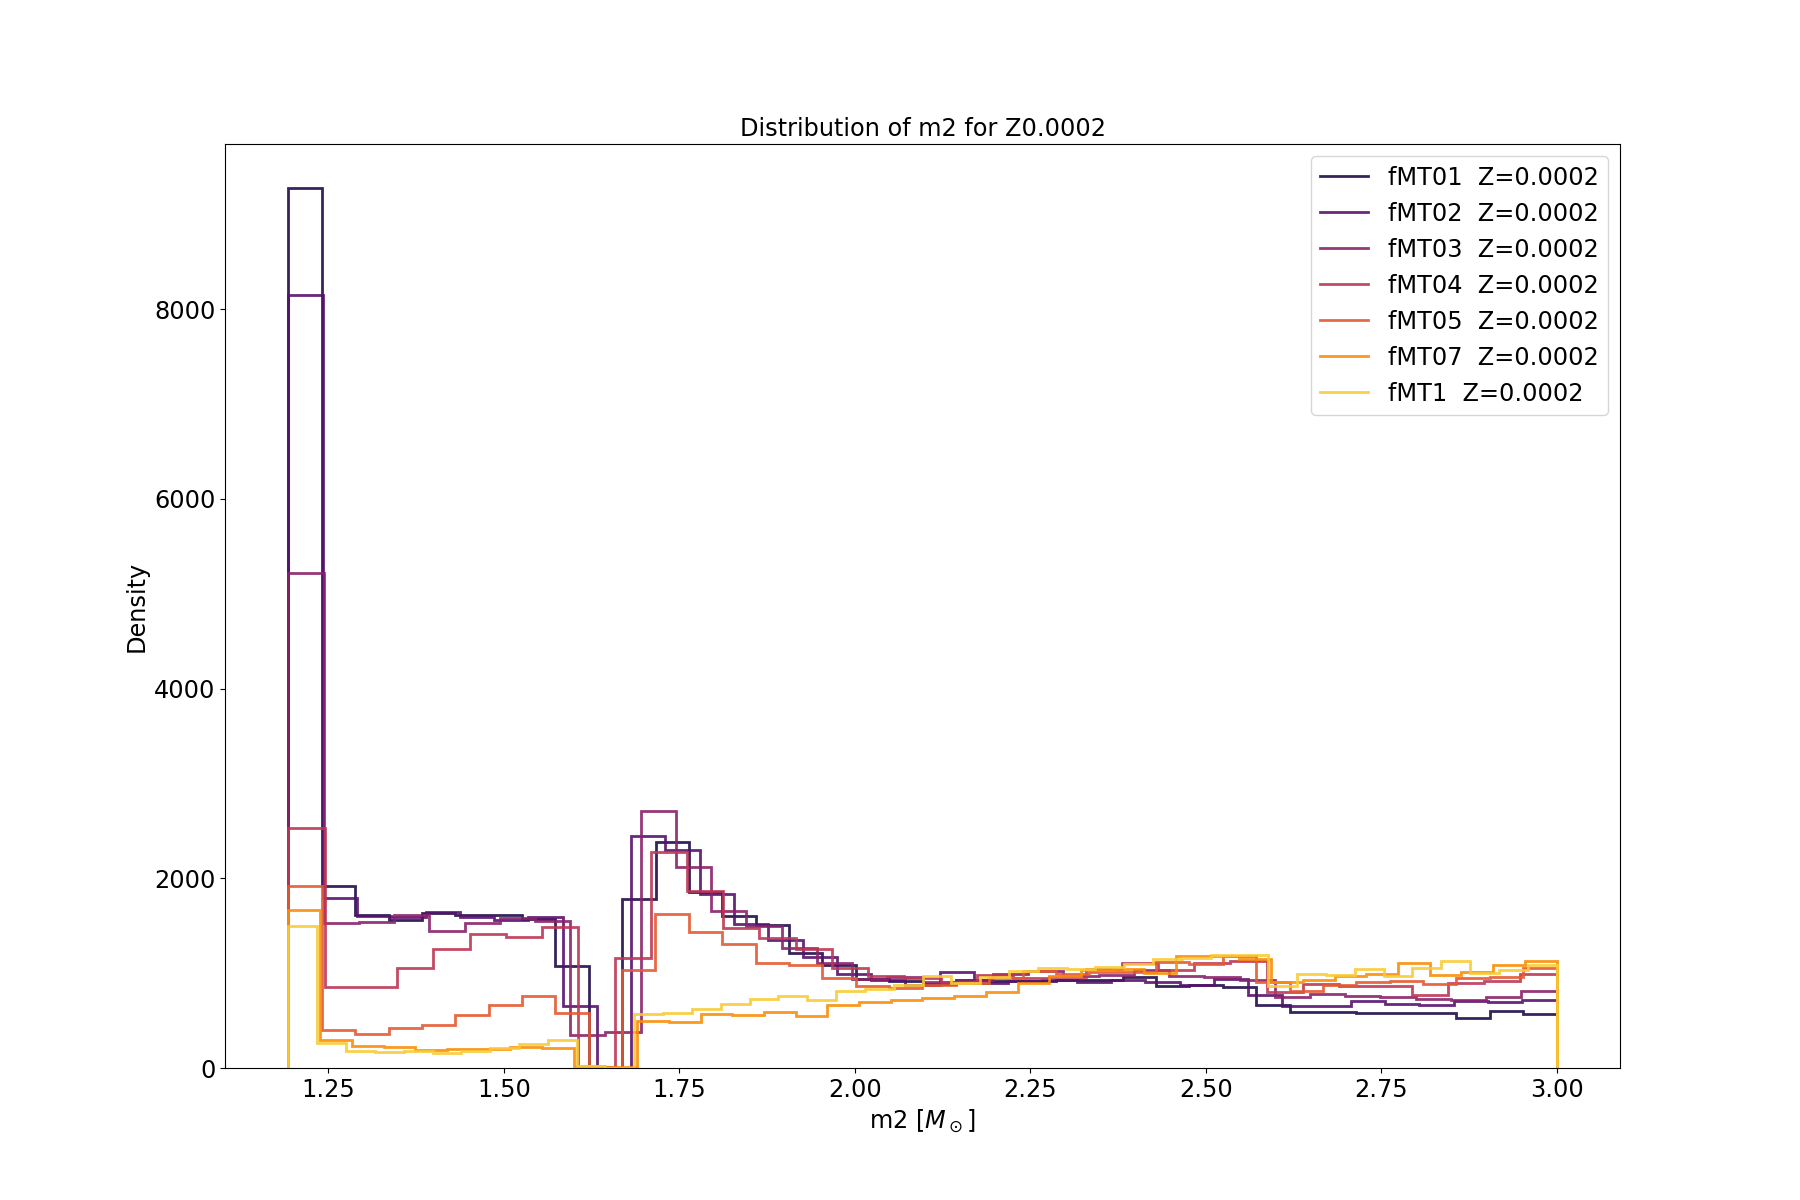 Distribution of m2 for Z0.0002
fMT01  Z=0.0002
fMT02  Z=0.0002
fMT03  Z=0.0002
fMT04  Z=0.0002
fMT05  Z=0.0002
fMT07  Z=0.0002
fMT1  Z=0.0002
Density
8000
6000
4000
2000
0
1.25 1.50 1.75 2.00 2.25 2.50 2.75 3.00
m2 [M_⊙]